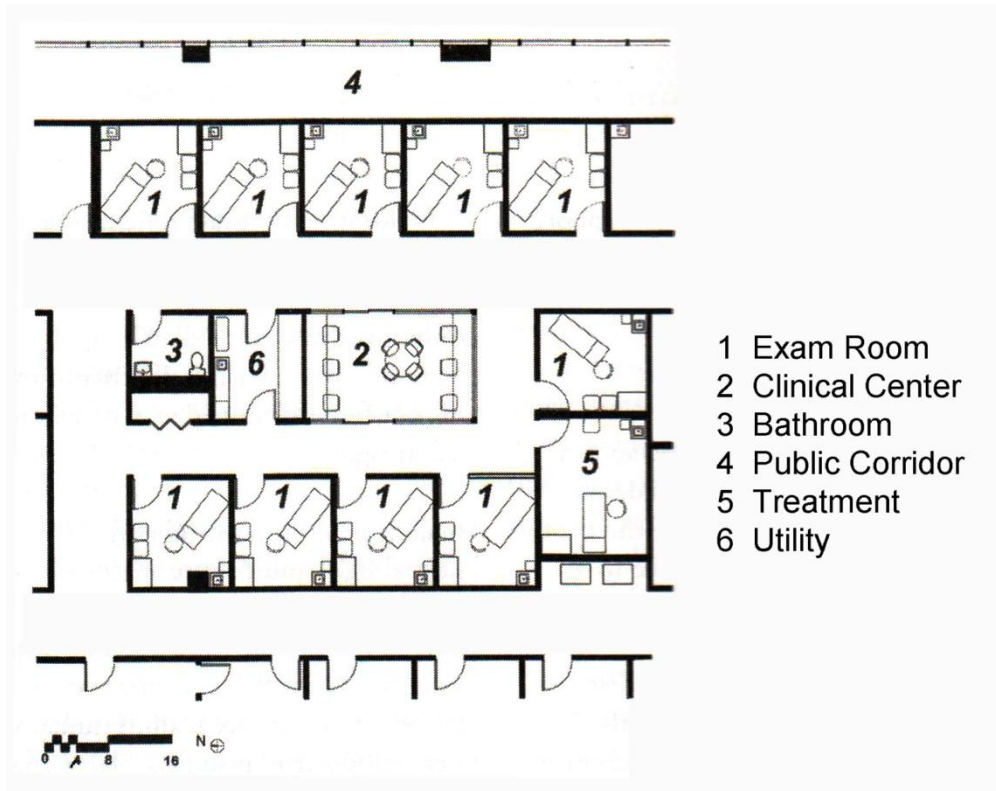 4
1 1 1 1 1
3 6 2 1
5
1 1 1 1
1 Exam Room
2 Clinical Center
3 Bathroom
4 Public Corridor
5 Treatment
6 Utility
0 4 8 16 N